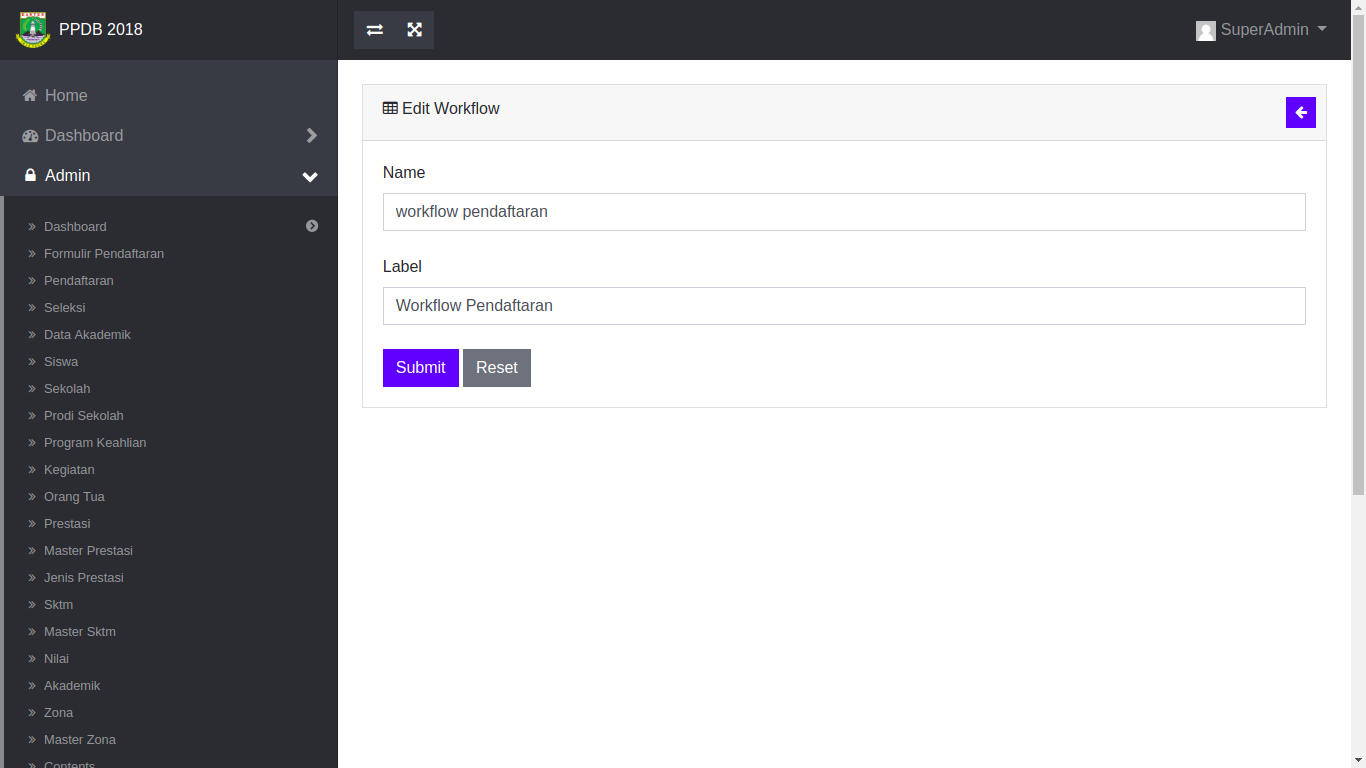 PPDB 2018
SuperAdmin
Home
Dashboard
Admin
Dashboard
Formulir Pendaftaran
Pendaftaran
Seleksi
Data Akademik
Siswa
Sekolah
Prodi Sekolah
Program Keahlian
Kegiatan
Orang Tua
Prestasi
Master Prestasi
Jenis Prestasi
Sktm
Master Sktm
Nilai
Akademik
Zona
Master Zona
Contents
Edit Workflow
Name
workflow pendaftaran
Label
Workflow Pendaftaran
Submit Reset